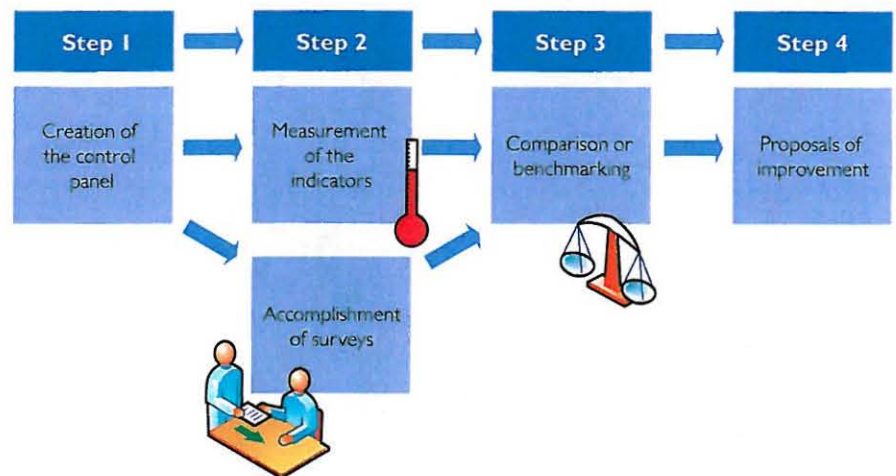 Step 1
Step 2
Step 3
Step 4
Creation of
the control
panel
Measurement
of the
indicators
Comparison or
benchmarking
Proposals of
improvement
Accomplishment
of surveys